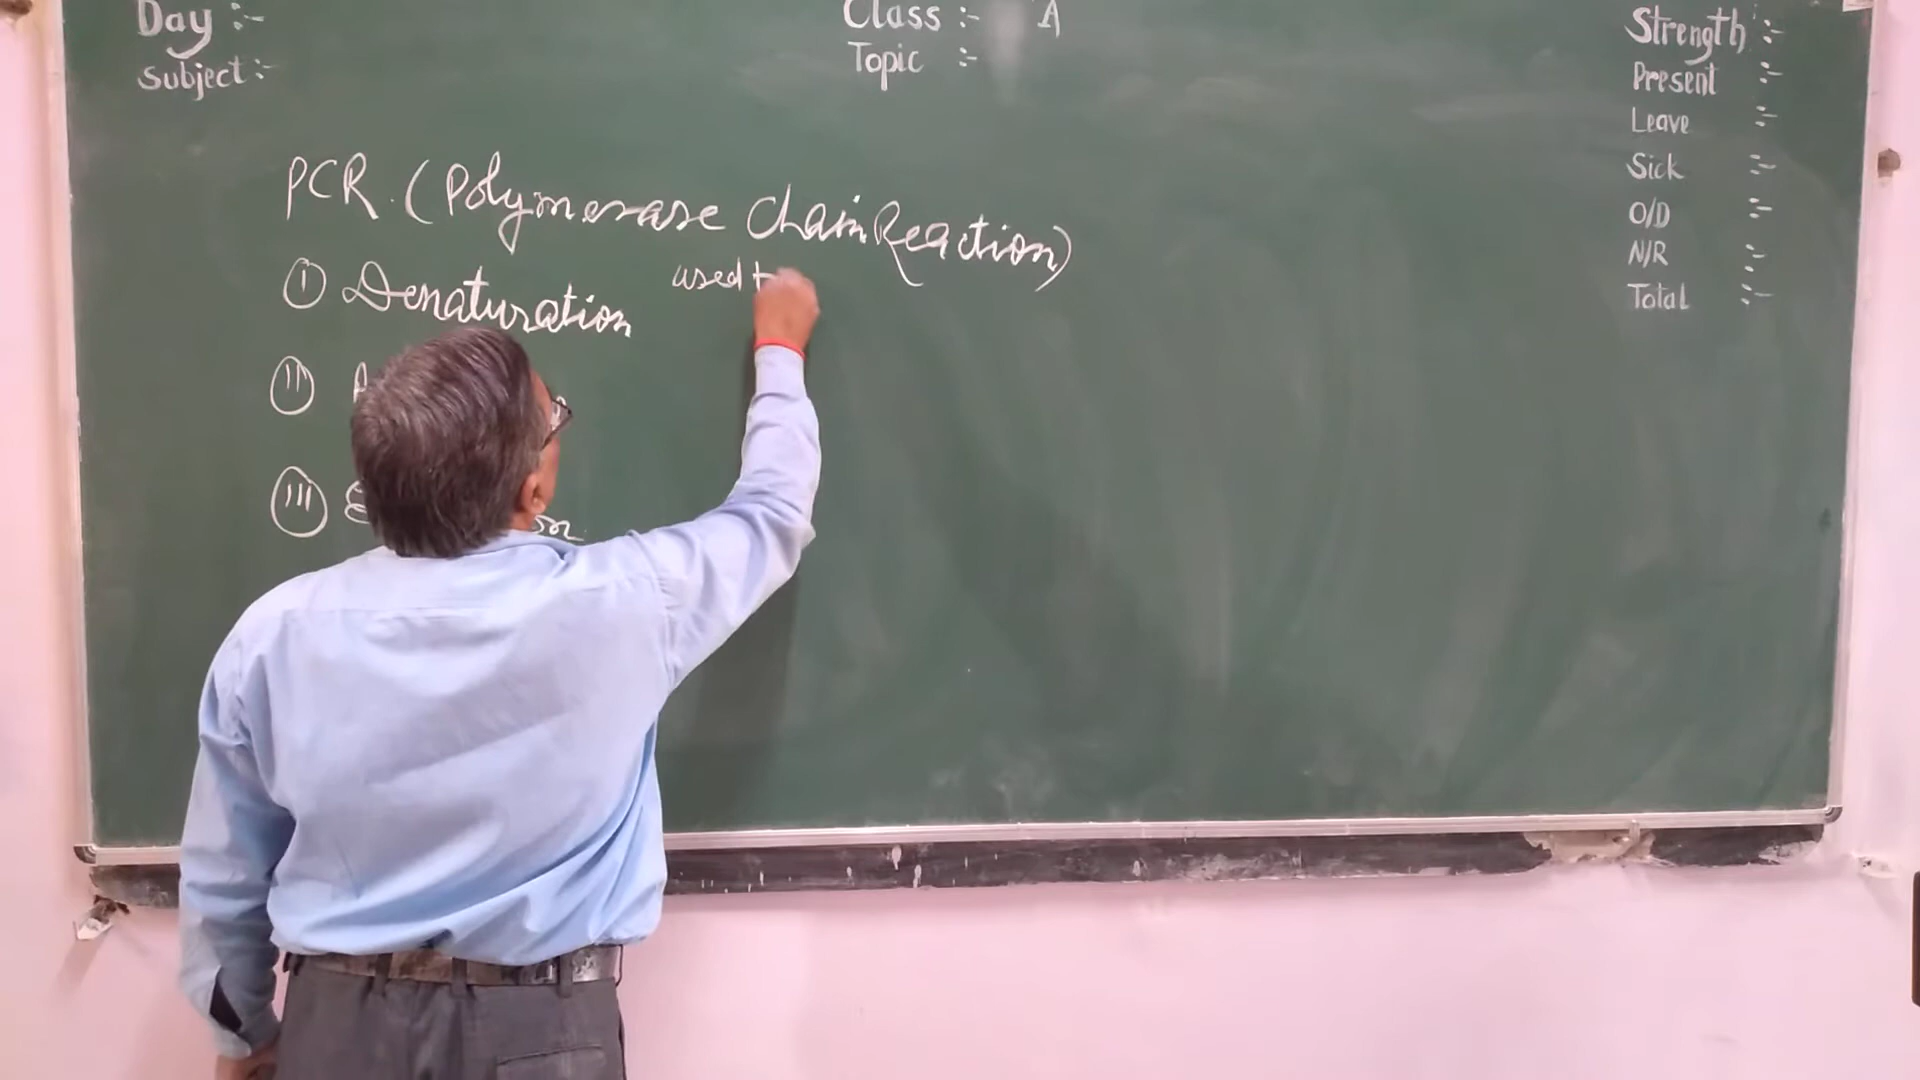 Day :-
Subject:-
Class :- A
Topic :-
Strength :-
Present :-
Leave :-
Sick :-
O/D :-
N/R :-
Total :-
PCR. (Polymerase Chain Reaction)
used t
(I) Denaturation
(II)
(III)